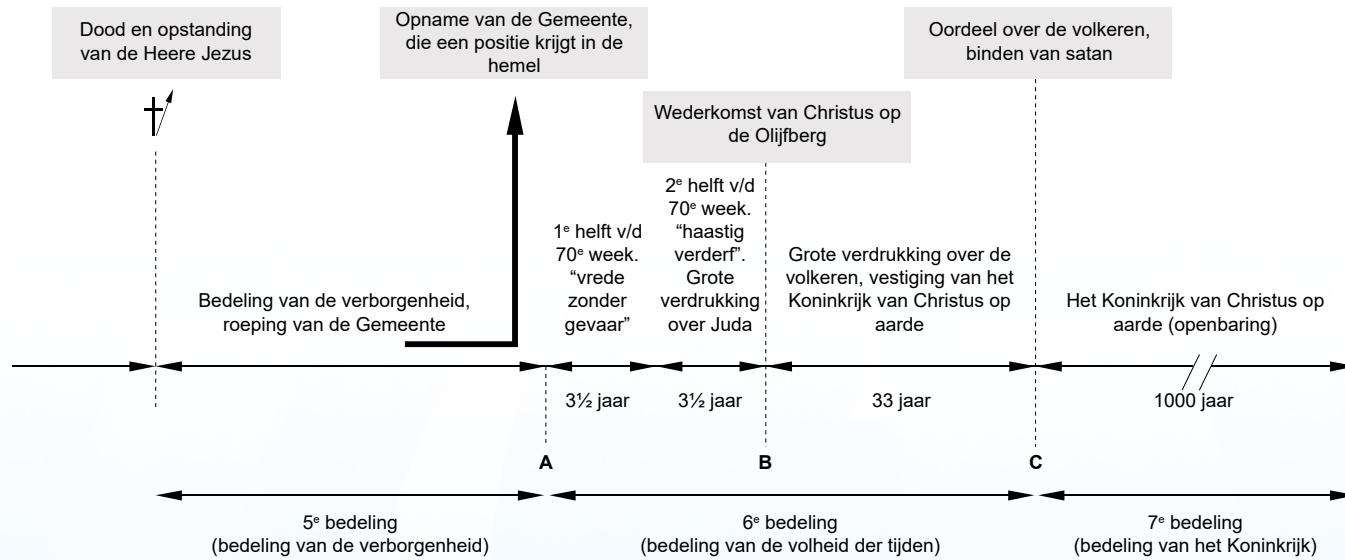 Dood en opstanding
van de Heere Jezus
Opname van de Gemeente,
die een positie krijgt in de
hemel
Oordeel over de volkeren,
binden van satan
Wederkomst van Christus op
de Olijfberg
Bedeling van de verborgenheid,
roeping van de Gemeente
1e helft v/d
70e week.
“vrede
zonder
gevaar”
2e helft v/d
70e week.
“haastig
verderf”.
Grote
verdrukking
over Juda
Grote verdrukking over de
volkeren, vestiging van het
Koninkrijk van Christus op
aarde
Het Koninkrijk van Christus op
aarde (openbaring)
3½ jaar
3½ jaar
33 jaar
1000 jaar
A
B
C
5e bedeling
(bedeling van de verborgenheid)
6e bedeling
(bedeling van de volheid der tijden)
7e bedeling
(bedeling van het Koninkrijk)